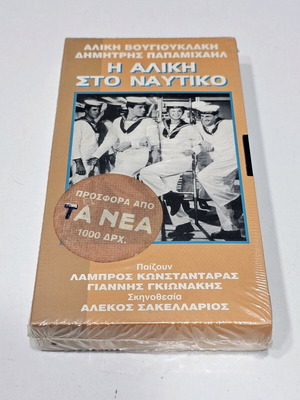 ΑΛΙΚΗ ΒΟΥΓΙΟΥΚΛΑΚΗ
ΔΗΜΗΤΡΗΣ ΠΑΠΑΜΙΧΑΗΛ
Η ΑΛΙΚΗ
ΣΤΟ ΝΑΥΤΙΚΟ
ΠΡΟΣΦΟΡΑ ΑΠΟ
ΤΑ ΝΕΑ
1000 ΔΡΧ.
Παίζουν
ΛΑΜΠΡΟΣ ΚΩΝΣΤΑΝΤΑΡΑΣ
ΓΙΑΝΝΗΣ ΓΚΙΩΝΑΚΗΣ
Σκηνοθεσία
ΑΛΕΚΟΣ ΣΑΚΕΛΛΑΡΙΟΣ